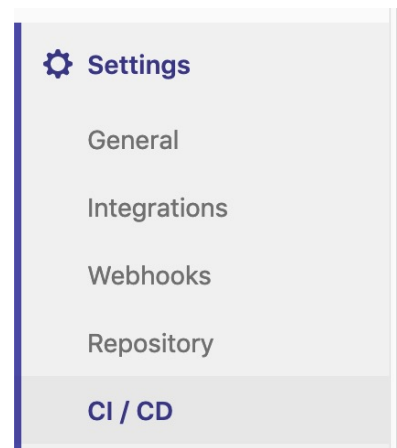 Settings
General
Integrations
Webhooks
Repository
CI / CD